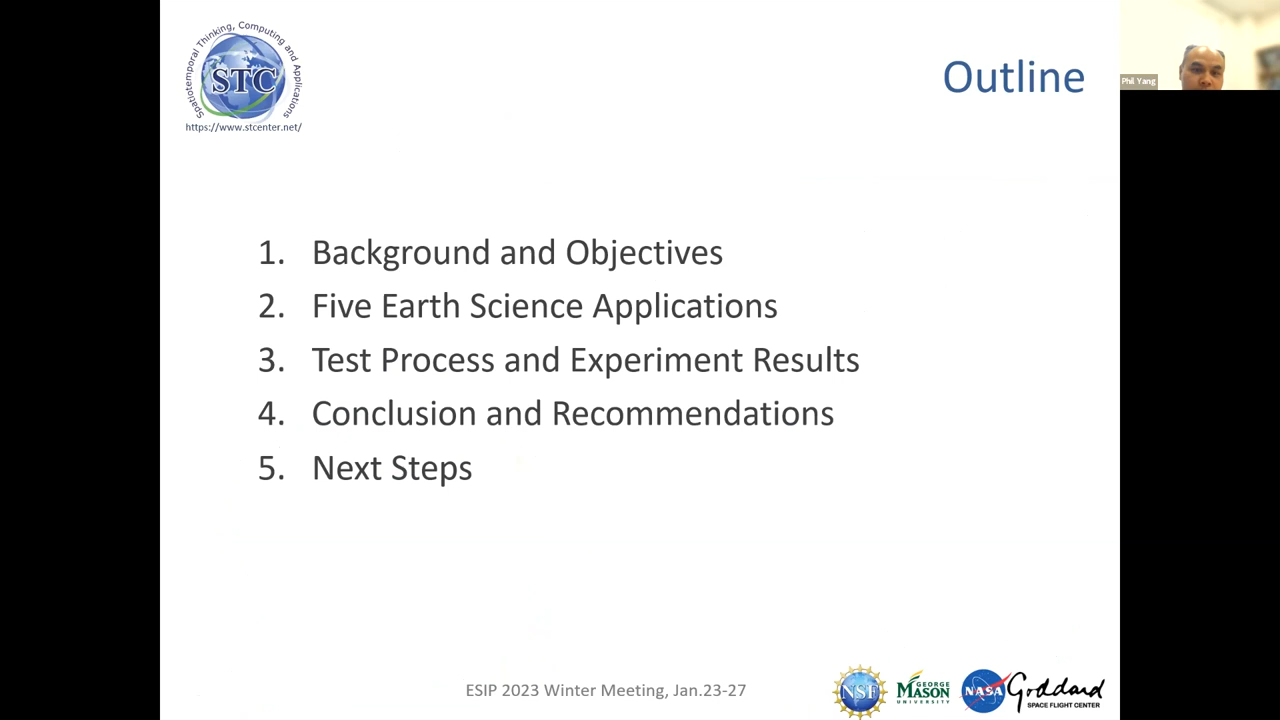 Spatiotemporal Thinking, Computing and Applications
STC
https://www.stcenter.net/
Outline
Phil Yang
1. Background and Objectives
2. Five Earth Science Applications
3. Test Process and Experiment Results
4. Conclusion and Recommendations
5. Next Steps
ESIP 2023 Winter Meeting, Jan.23-27
NSF
GEORGE
MASON
UNIVERSITY
NASA
Goddard
SPACE FLIGHT CENTER